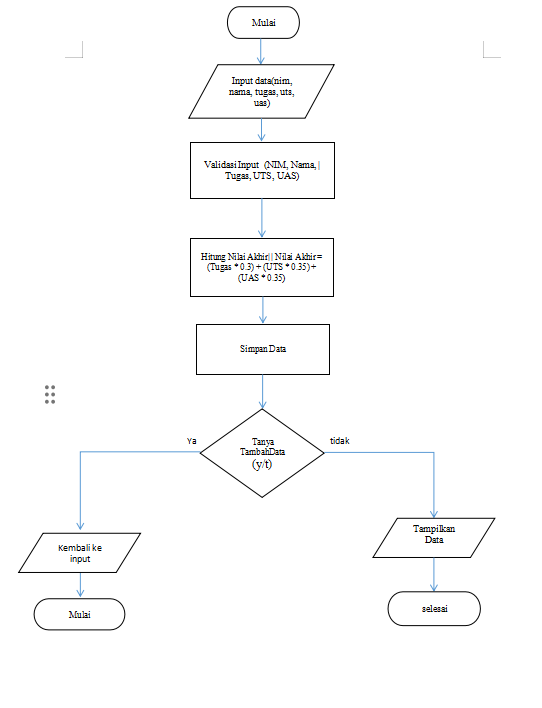 Mulai
Input data(nim,
nama, tugas, uts,
uas)
Validasi Input (NIM, Nama, |
Tugas, UTS, UAS)
Hitung Nilai Akhir|| Nilai Akhir =
(Tugas * 0.3) + (UTS * 0.35) +
(UAS * 0.35)
Simpan Data
Ya
Tanya
TambahData
(y/t)
tidak
Kembali ke
input
Mulai
Tampilkan
Data
selesai